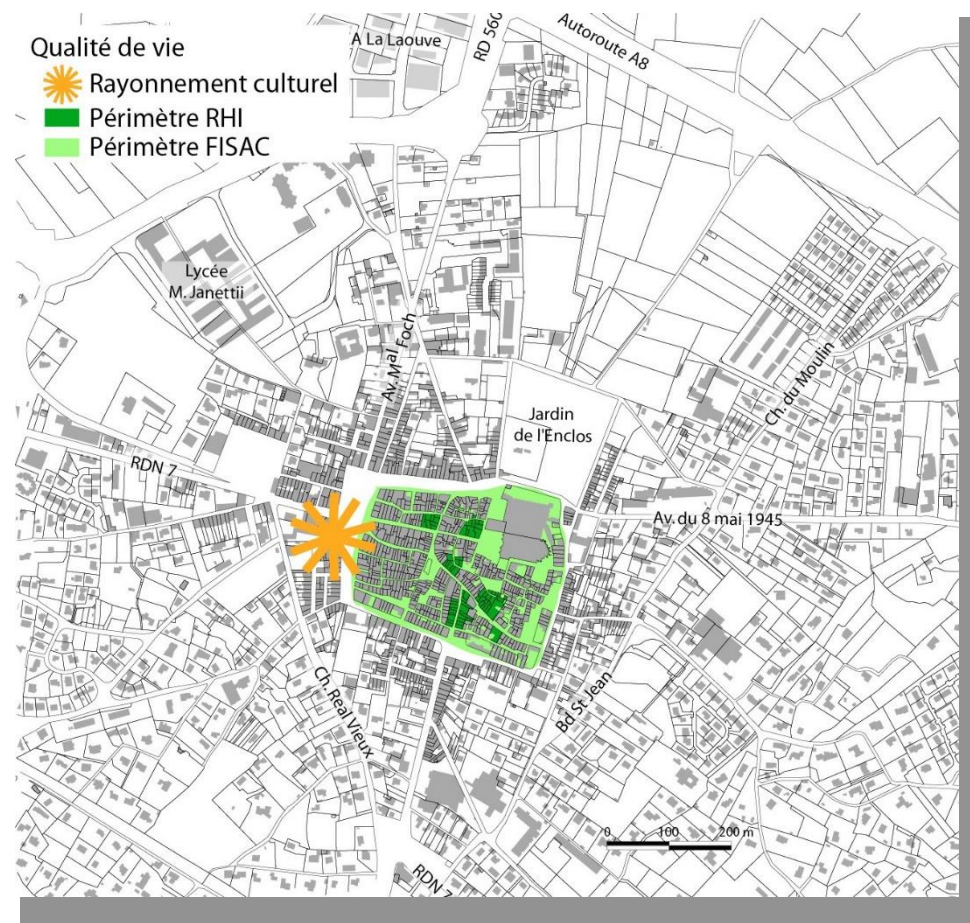 Qualité de vie
Rayonnement culturel
Périmètre RHI
Périmètre FISAC
A La Laouve
RD 560
Autoroute A8
Lycée
M. Janettii
Av. Mal Foch
Ch. du Moulin
Jardin
de l'Enclos
RDN 7
Av. du 8 mai 1945
Ch. Real Vieux
Bd St Jean
0 100 200 m
RDN 7